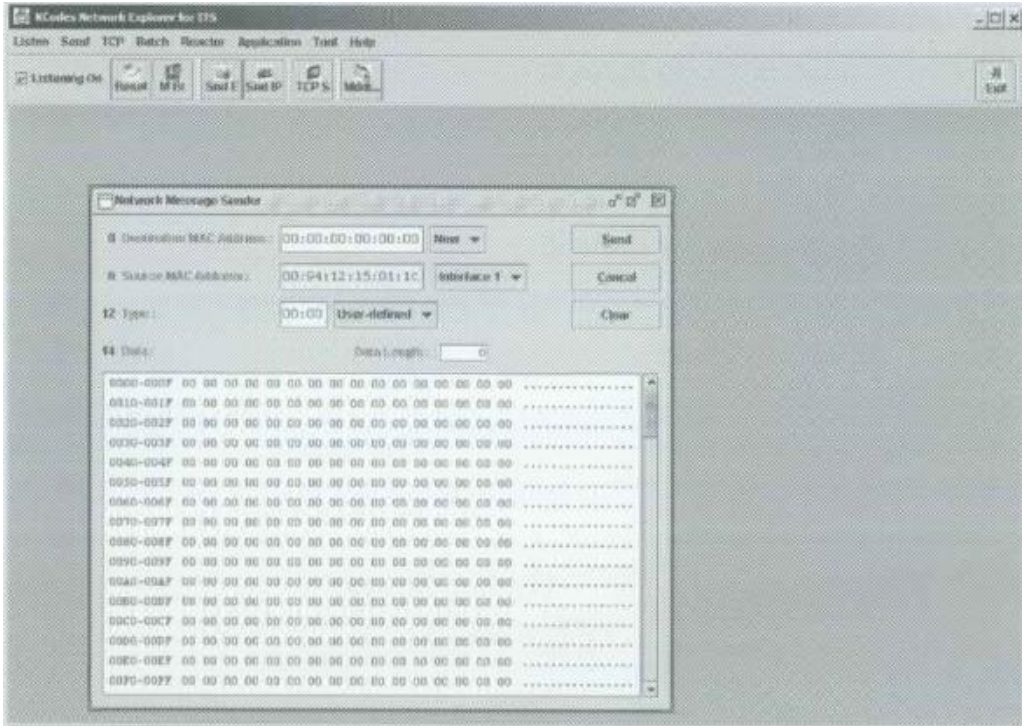 KCodes Network Explorer for ITS
Listen Send TCP Batch Reactor Application Tool Help
Listening On Reset M Re Snd E Snd IP TCP S Exit
Network Message Sender
0 Destination MAC Address : 00:00:00:00:00:00 New Send
6 Source MAC Address : 00:94:12:15:01:1C Interface 1 Cancel
12 Type : 00:00 User-defined Clear
14 Data : Data Length : 0
0000-000F 00 00 00 00 00 00 00 00 00 00 00 00 00 00 00 00 ................
0010-001F 00 00 00 00 00 00 00 00 00 00 00 00 00 00 00 00 ................
0020-002F 00 00 00 00 00 00 00 00 00 00 00 00 00 00 00 00 ................
0030-003F 00 00 00 00 00 00 00 00 00 00 00 00 00 00 00 00 ................
0040-004F 00 00 00 00 00 00 00 00 00 00 00 00 00 00 00 00 ................
0050-005F 00 00 00 00 00 00 00 00 00 00 00 00 00 00 00 00 ................
0060-006F 00 00 00 00 00 00 00 00 00 00 00 00 00 00 00 00 ................
0070-007F 00 00 00 00 00 00 00 00 00 00 00 00 00 00 00 00 ................
0080-008F 00 00 00 00 00 00 00 00 00 00 00 00 00 00 00 00 ................
0090-009F 00 00 00 00 00 00 00 00 00 00 00 00 00 00 00 00 ................
00A0-00AF 00 00 00 00 00 00 00 00 00 00 00 00 00 00 00 00 ................
00B0-00BF 00 00 00 00 00 00 00 00 00 00 00 00 00 00 00 00 ................
00C0-00CF 00 00 00 00 00 00 00 00 00 00 00 00 00 00 00 00 ................
00D0-00DF 00 00 00 00 00 00 00 00 00 00 00 00 00 00 00 00 ................
00E0-00EF 00 00 00 00 00 00 00 00 00 00 00 00 00 00 00 00 ................
00F0-00FF 00 00 00 00 00 00 00 00 00 00 00 00 00 00 00 00 ................